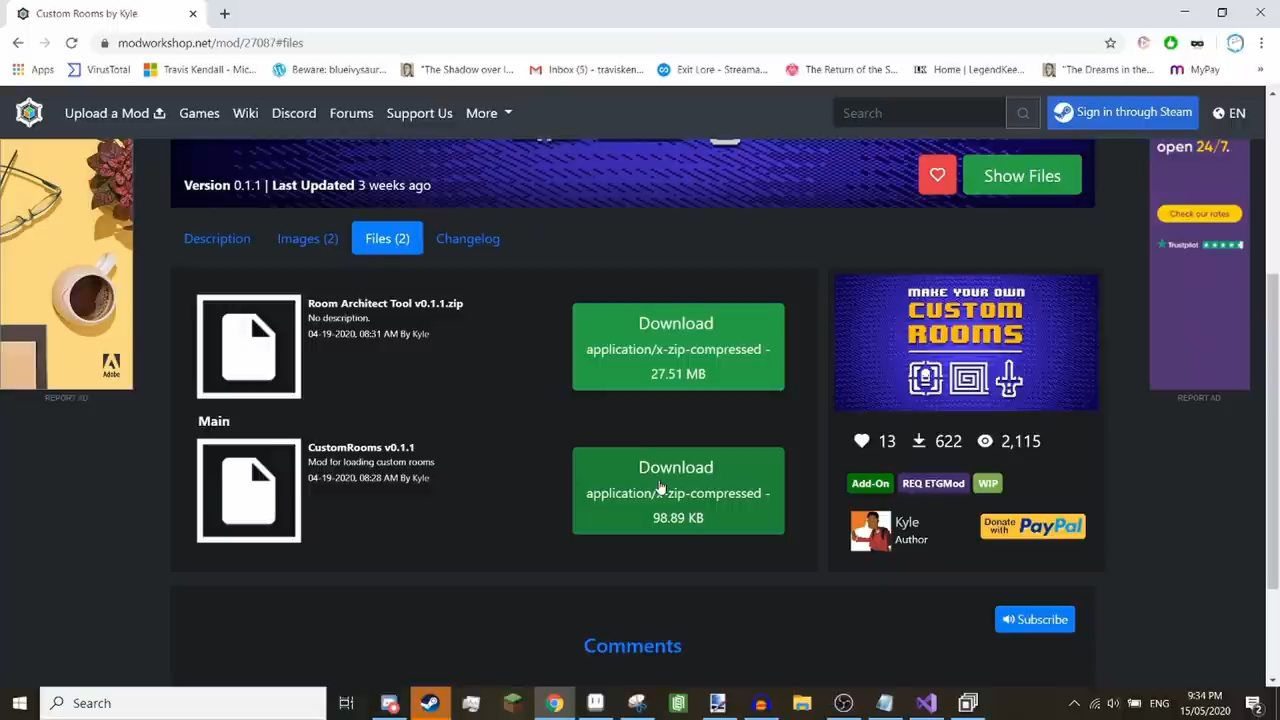 Custom Rooms by Kyle
modworkshop.net/mod/27087#files
Apps
VirusTotal
Travis Kendall - Mic...
Beware: blueivysaur...
"The Shadow over I...
Inbox (5) - travisken...
Exit Lore - Streama...
The Return of the S...
Home | LegendKee...
"The Dreams in the...
MyPay
»
Upload a Mod
Games
Wiki
Discord
Forums
Support Us
More
Search
Sign in through Steam
EN
Version 0.1.1 | Last Updated 3 weeks ago
Show Files
open 24/7.
Check our rates
Trustpilot
Description
Images (2)
Files (2)
Changelog
Room Architect Tool v0.1.1.zip
No description.
04-19-2020, 08:31 AM By Kyle
Download
application/x-zip-compressed -
27.51 MB
MAKE YOUR OWN
CUSTOM
ROOMS
Adobe
REPORT AD
REPORT AD
Main
CustomRooms v0.1.1
Mod for loading custom rooms
04-19-2020, 08:28 AM By Kyle
Download
application/x-zip-compressed -
98.89 KB
13
622
2,115
Add-On
REQ ETGMod
WIP
Kyle
Author
Donate with PayPal
Subscribe
Comments
Search
ENG
9:34 PM
15/05/2020
2